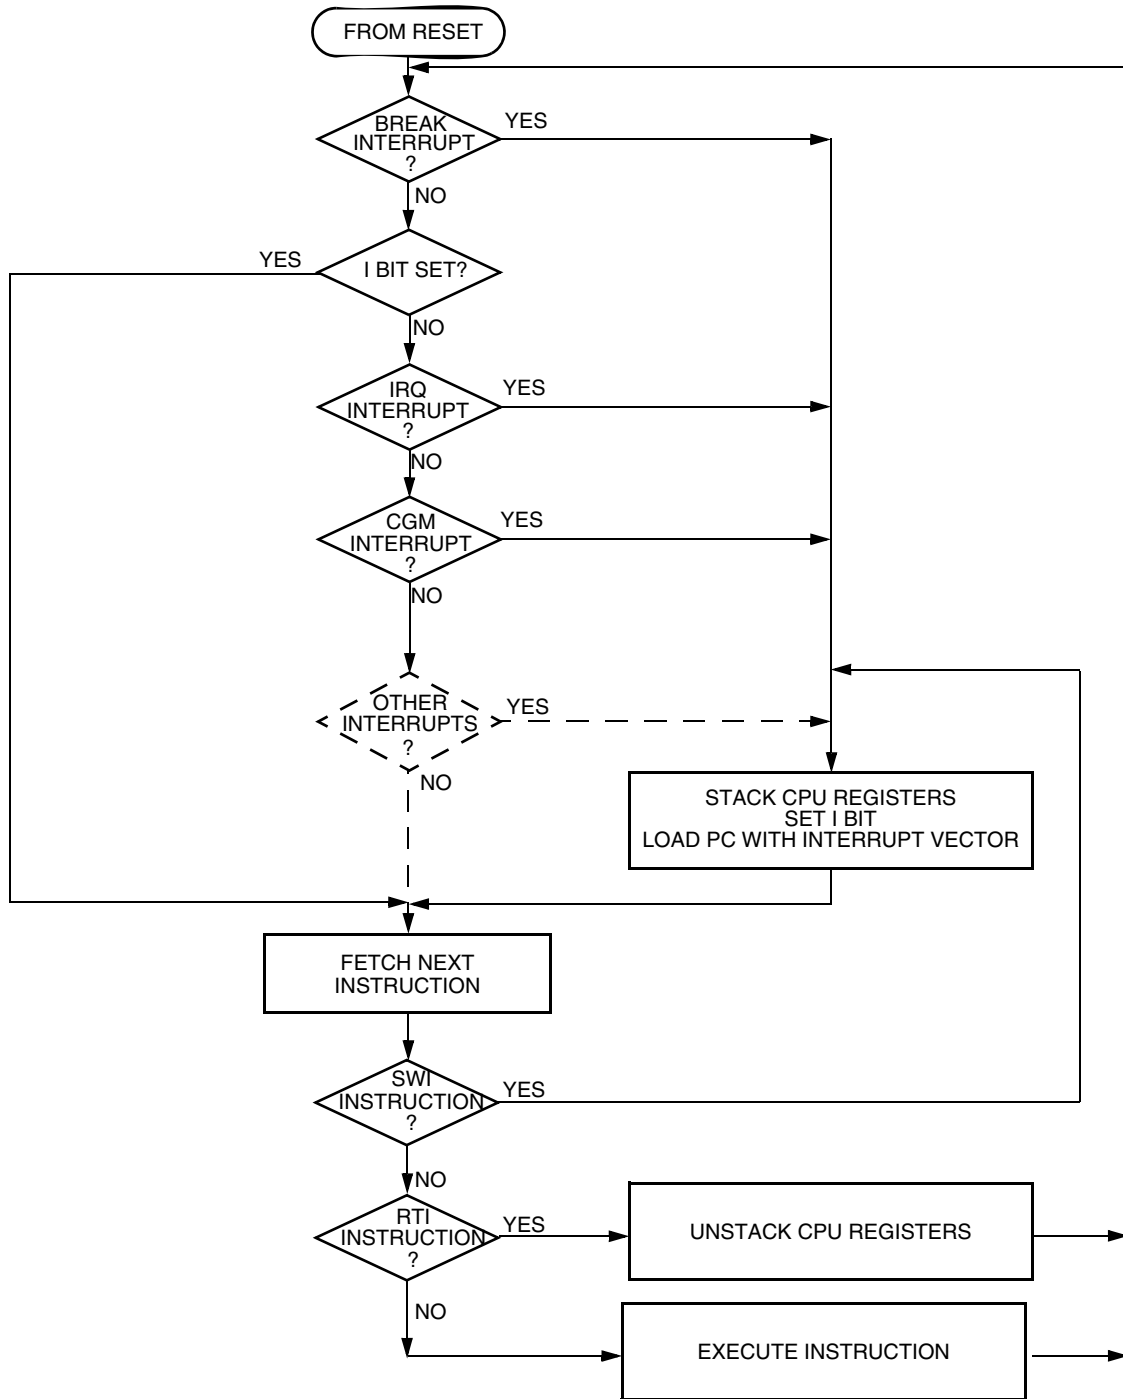 FROM RESET
BREAK
INTERRUPT
?
YES
NO
YES
I BIT SET?
NO
IRQ
INTERRUPT
?
YES
NO
CGM
INTERRUPT
?
YES
NO
OTHER
INTERRUPTS
?
YES
NO
STACK CPU REGISTERS
SET I BIT
LOAD PC WITH INTERRUPT VECTOR
FETCH NEXT
INSTRUCTION
SWI
INSTRUCTION
?
YES
NO
RTI
INSTRUCTION
?
YES
UNSTACK CPU REGISTERS
NO
EXECUTE INSTRUCTION